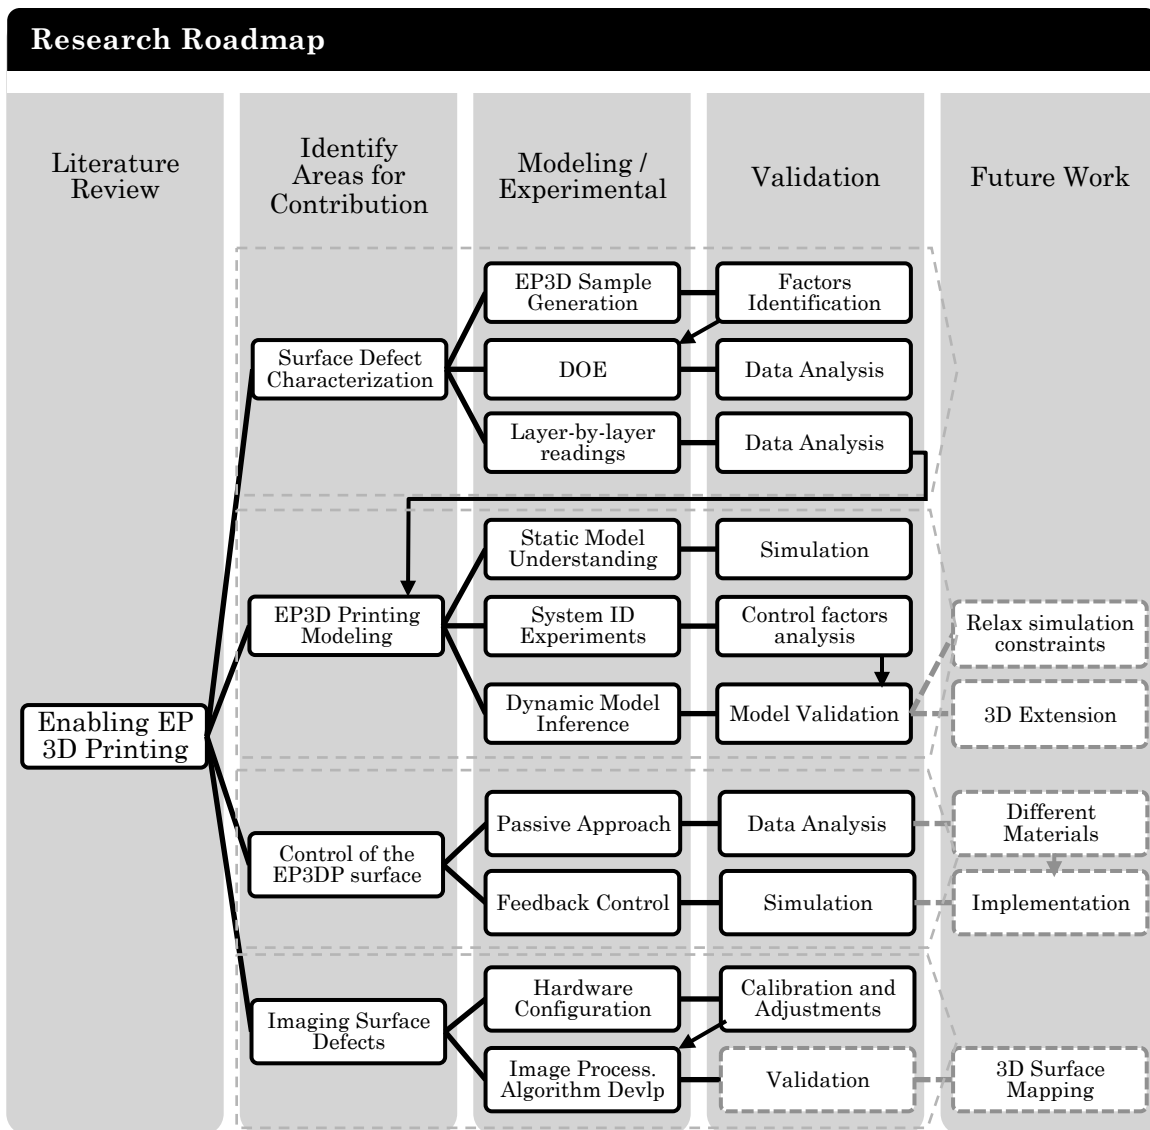 Research Roadmap
Literature
Review
Identify
Areas for
Contribution
Modeling /
Experimental
Validation
Future Work
EP3D Sample
Generation
Factors
Identification
Surface Defect
Characterization
DOE
Data Analysis
Layer-by-layer
readings
Data Analysis
Static Model
Understanding
Simulation
EP3D Printing
Modeling
System ID
Experiments
Control factors
analysis
Relax simulation
constraints
Enabling EP
3D Printing
Dynamic Model
Inference
Model Validation
3D Extension
Passive Approach
Data Analysis
Different
Materials
Control of the
EP3DP surface
Feedback Control
Simulation
Implementation
Hardware
Configuration
Calibration and
Adjustments
Imaging Surface
Defects
Image Process.
Algorithm Devlp
Validation
3D Surface
Mapping